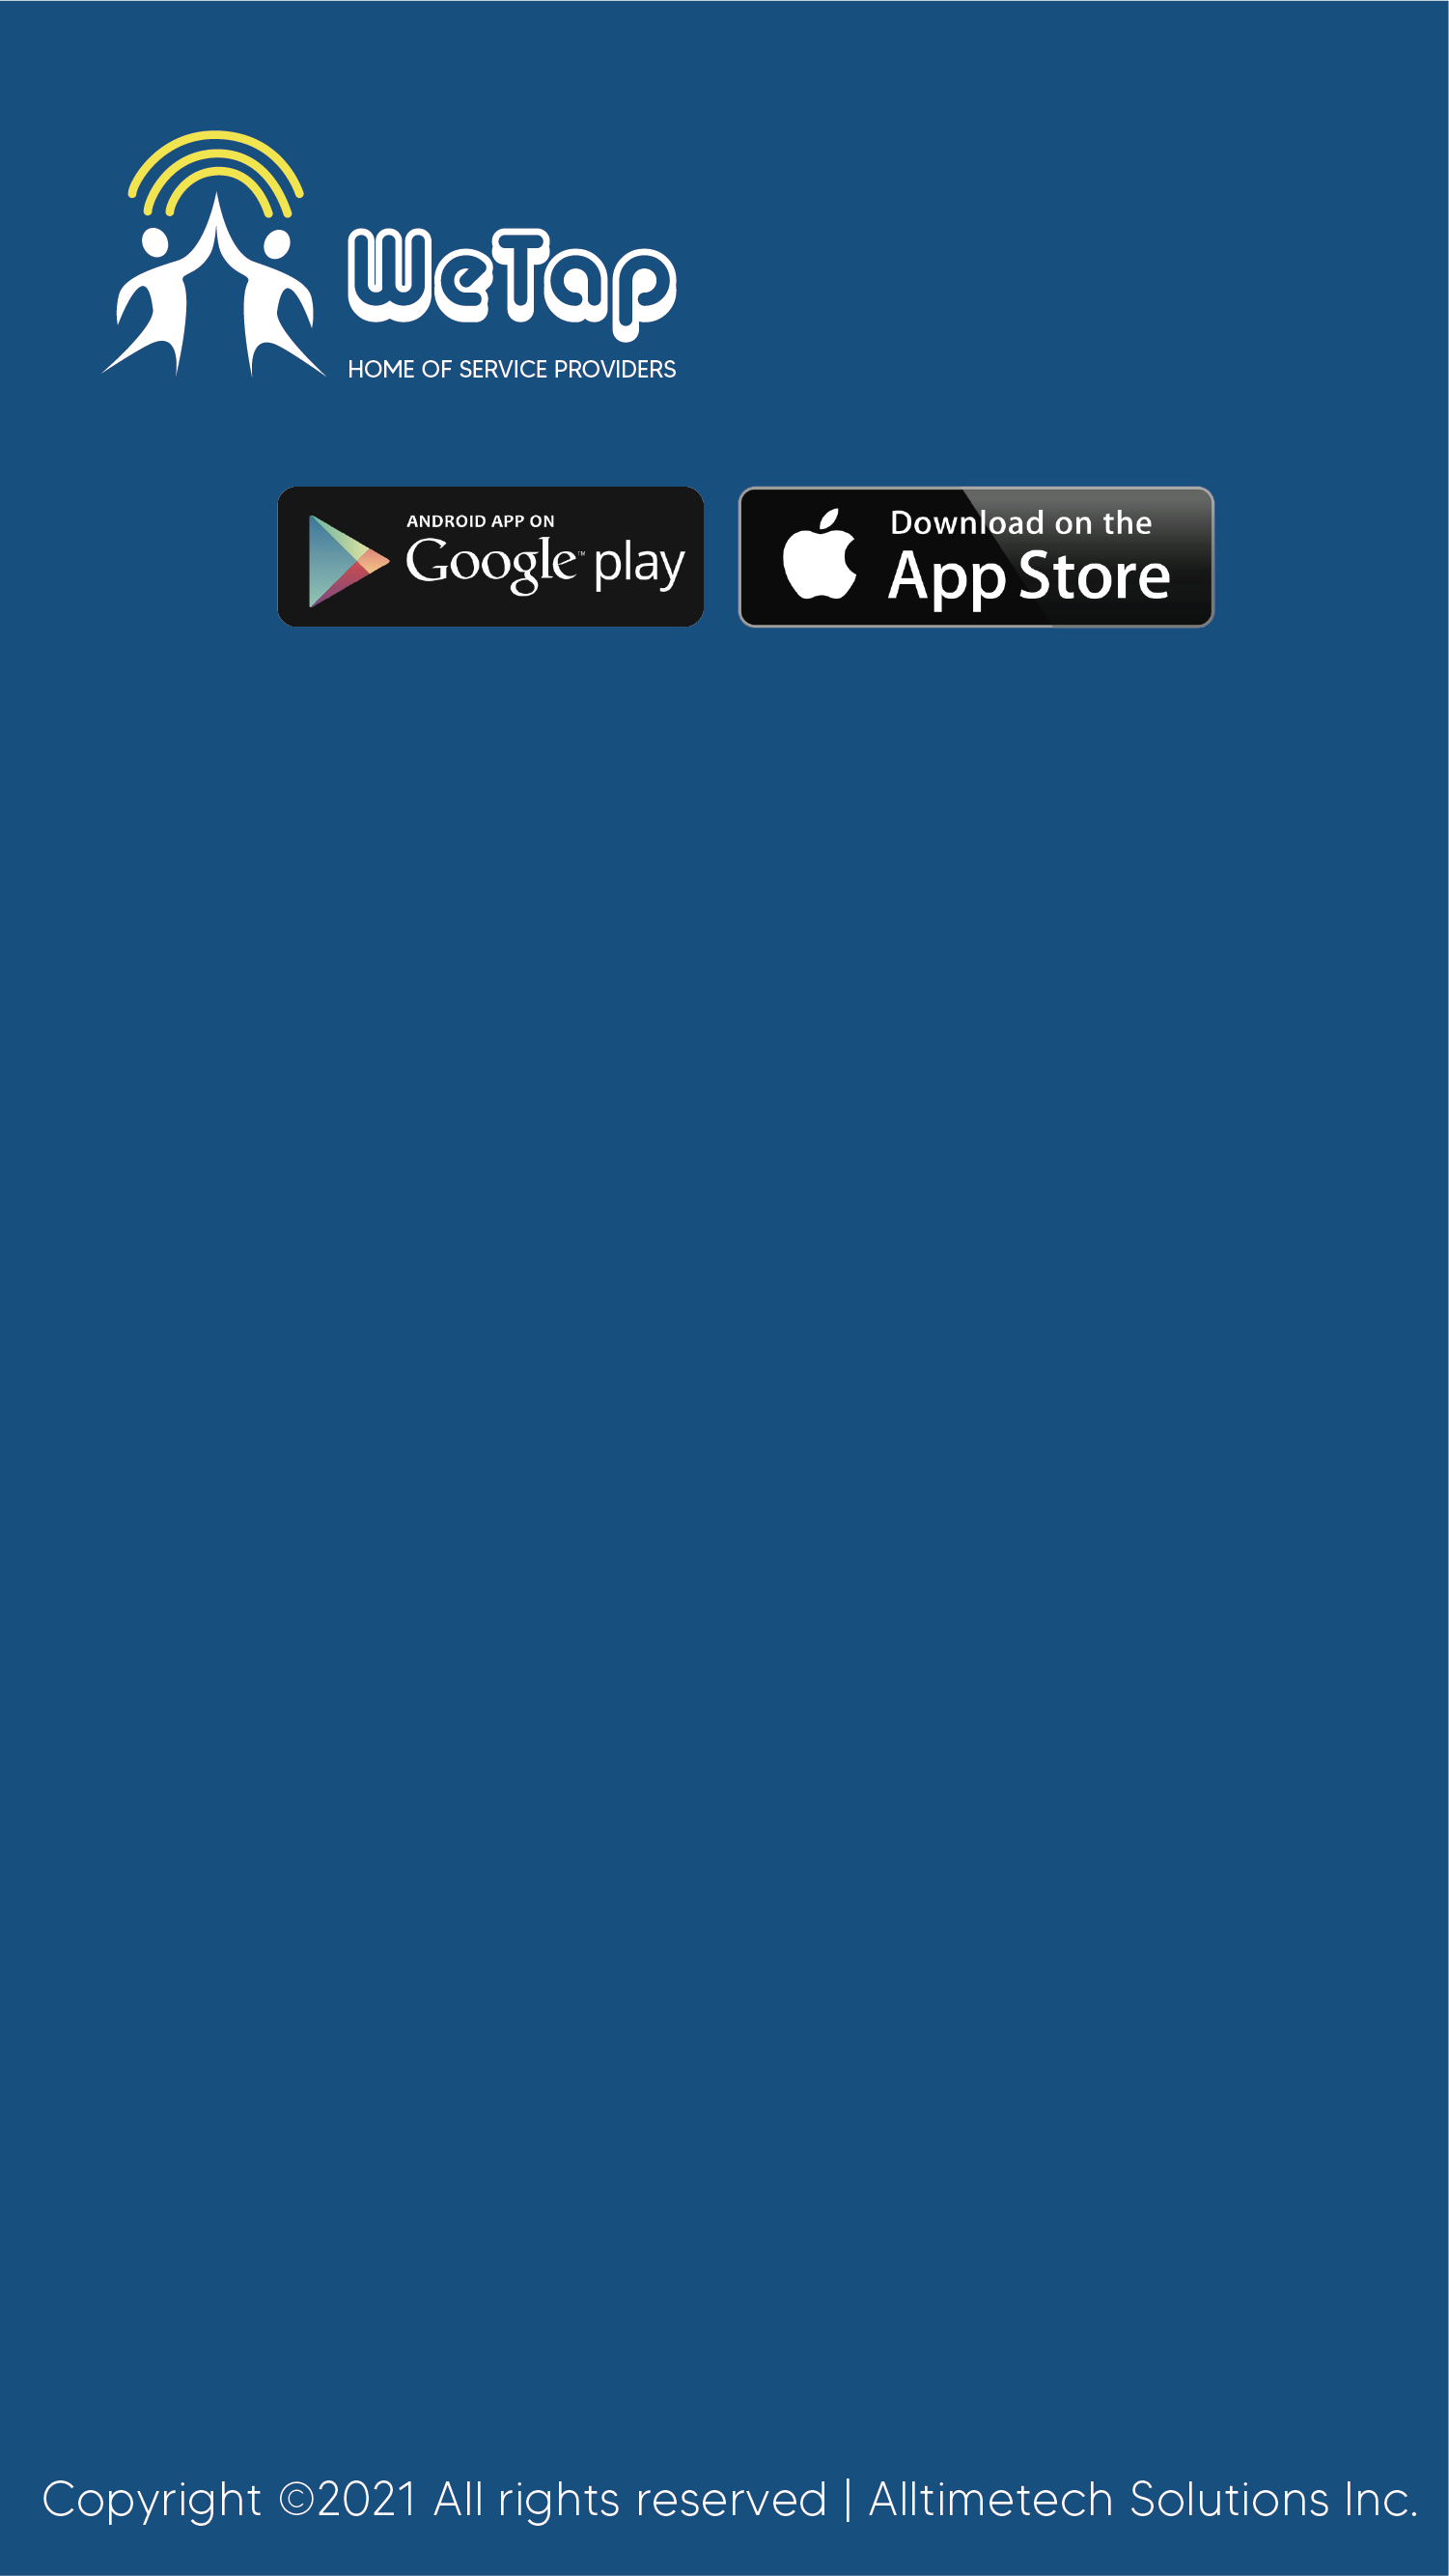 WeTap
HOME OF SERVICE PROVIDERS
ANDROID APP ON
Google™ play
Download on the
App Store
Copyright ©2021 All rights reserved | Alltimetech Solutions Inc.